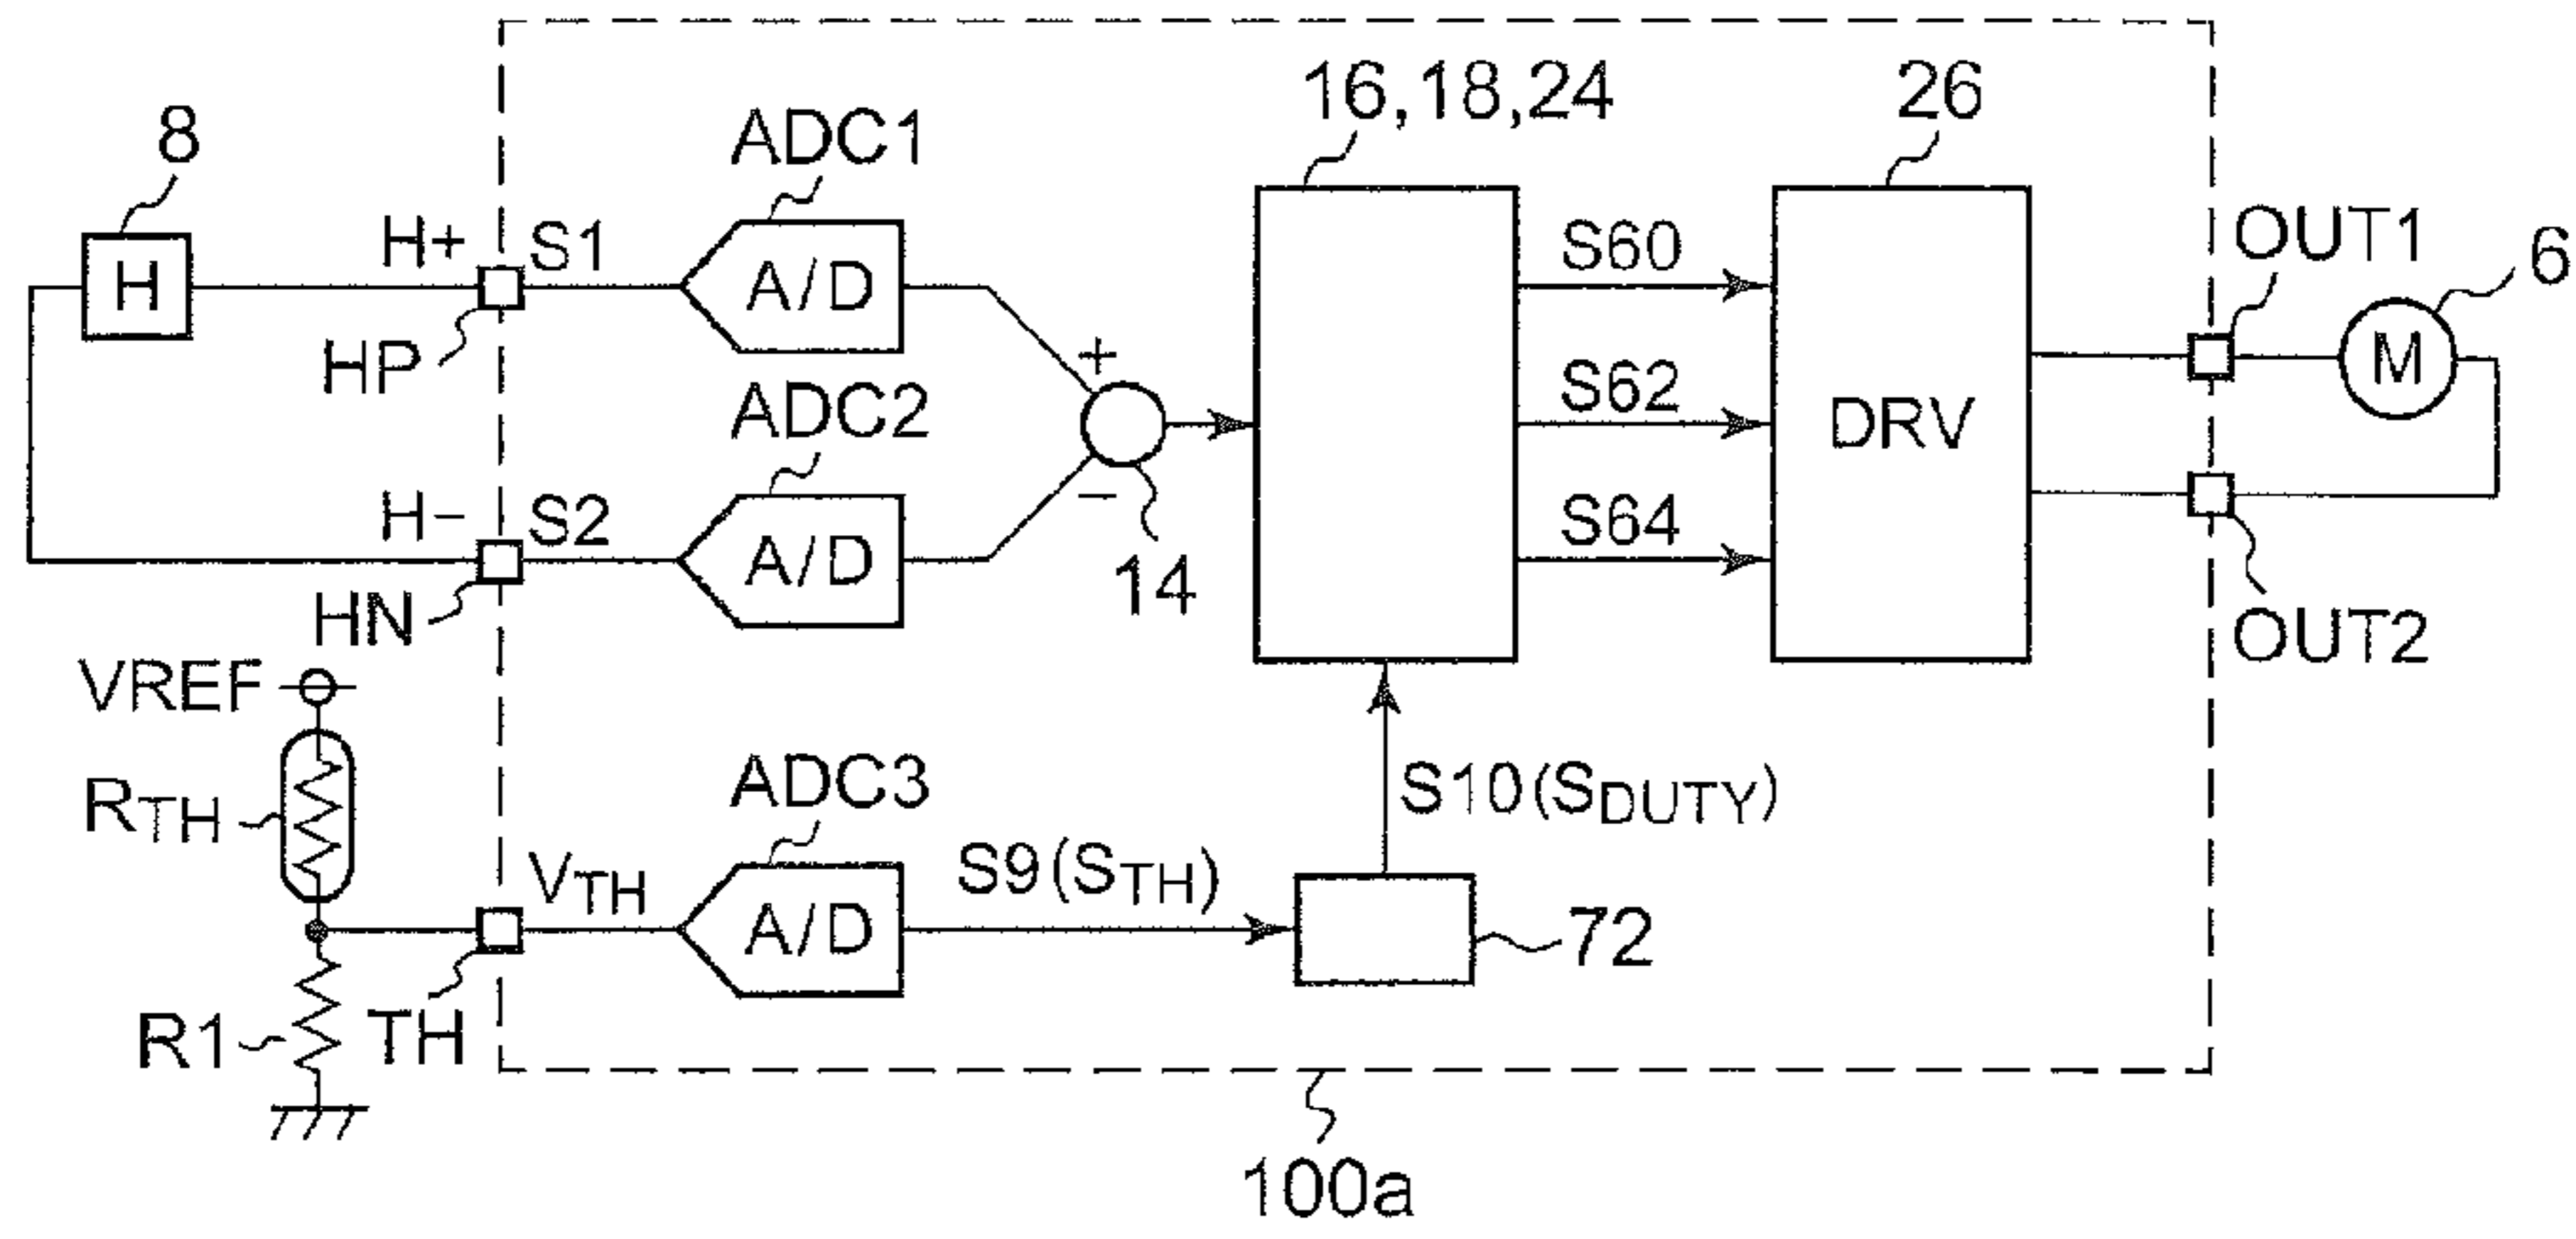 16,18,24
26
8
ADC1
H+
S1
H
A/D
S60
OUT1
6
HP
+
M
ADC2
S62
DRV
H−
S2
−
S64
A/D
14
HN
OUT2
VREF
ADC3
RTH
S10(SDUTY)
VTH
S9(STH)
A/D
72
R1
TH
100a